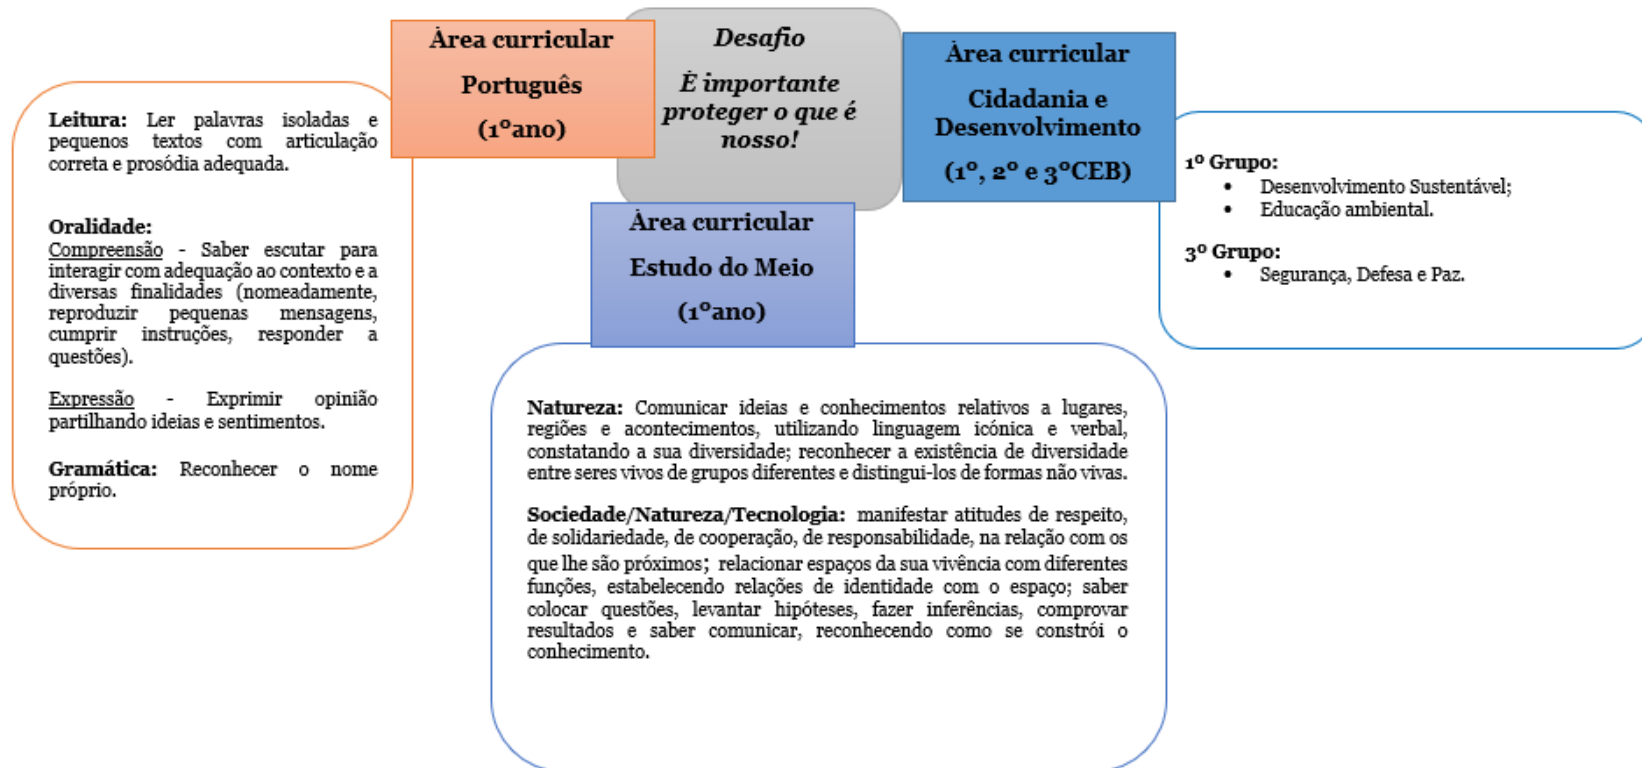 Área curricular
Português
(1ºano)
Desafio
É importante
proteger o que é
nosso!
Área curricular
Cidadania e
Desenvolvimento
(1º, 2º e 3ºCEB)
Área curricular
Estudo do Meio
(1ºano)
Leitura: Ler palavras isoladas e
pequenos textos com articulação
correta e prosódia adequada.
Oralidade:
Compreensão - Saber escutar para
interagir com adequação ao contexto e a
diversas finalidades (nomeadamente,
reproduzir pequenas mensagens,
cumprir instruções, responder a
questões).
Expressão - Exprimir opinião
partilhando ideias e sentimentos.
Gramática: Reconhecer o nome
próprio.
1º Grupo:
• Desenvolvimento Sustentável;
• Educação ambiental.
3º Grupo:
• Segurança, Defesa e Paz.
Natureza: Comunicar ideias e conhecimentos relativos a lugares,
regiões e acontecimentos, utilizando linguagem icónica e verbal,
constatando a sua diversidade; reconhecer a existência de diversidade
entre seres vivos de grupos diferentes e distingui-los de formas não vivas.
Sociedade/Natureza/Tecnologia: manifestar atitudes de respeito,
de solidariedade, de cooperação, de responsabilidade, na relação com os
que lhe são próximos; relacionar espaços da sua vivência com diferentes
funções, estabelecendo relações de identidade com o espaço; saber
colocar questões, levantar hipóteses, fazer inferências, comprovar
resultados e saber comunicar, reconhecendo como se constrói o
conhecimento.